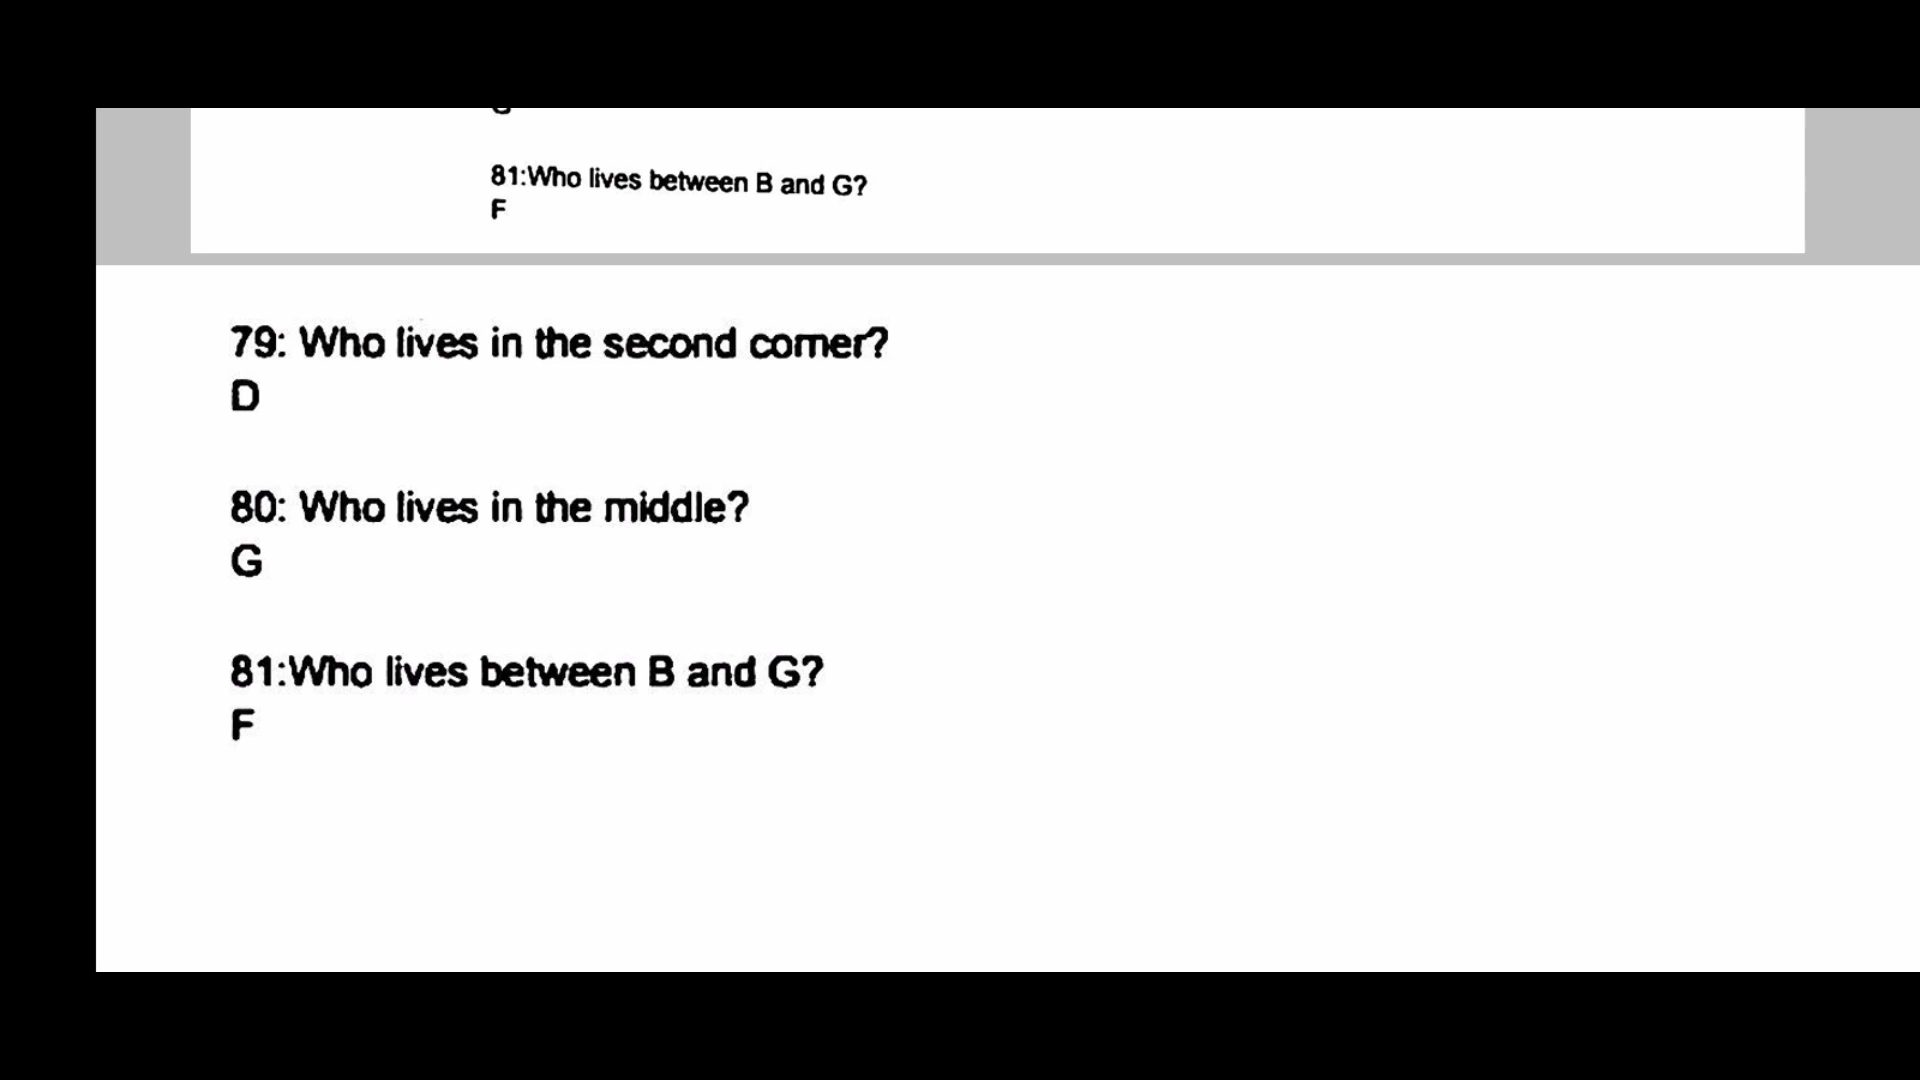 81:Who lives between B and G?
F
79: Who lives in the second corner?
D
80: Who lives in the middle?
G
81:Who lives between B and G?
F